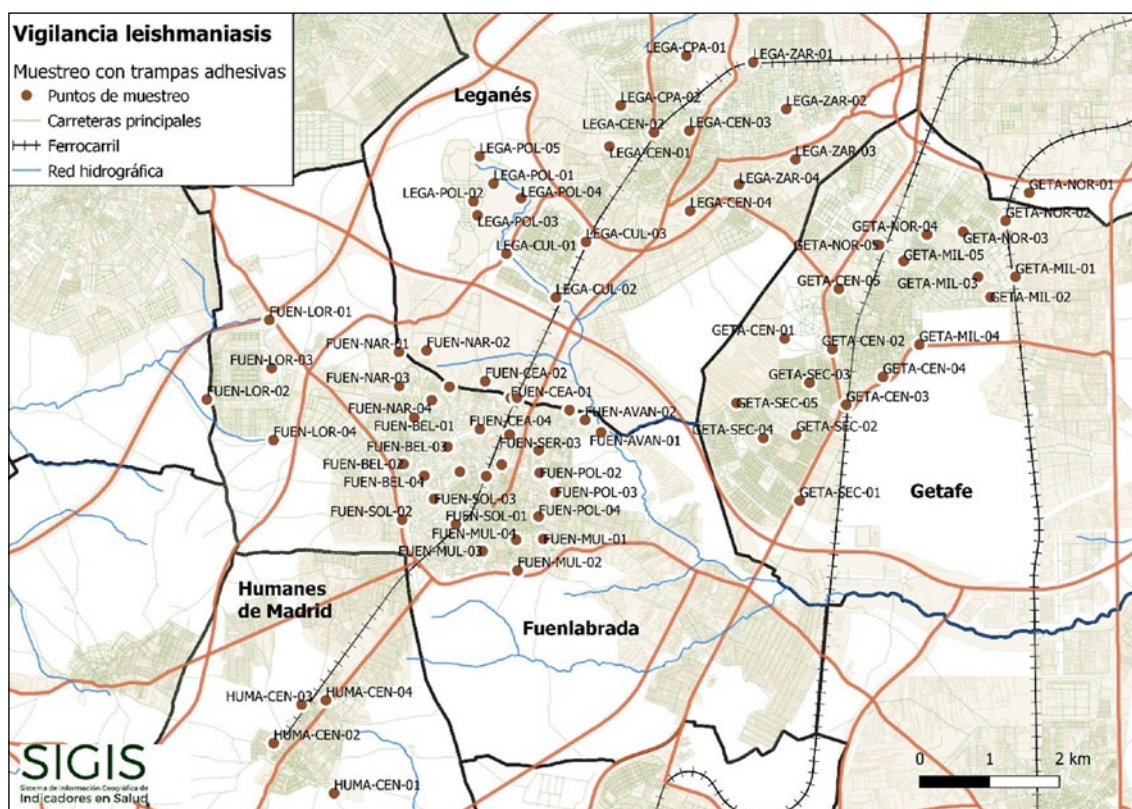 Vigilancia leishmaniasis
Muestreo con trampas adhesivas
Puntos de muestreo
Carreteras principales
Ferrocarril
Red hidrográfica
Leganés
LEGA-CPA-01
LEGA-ZAR-01
LEGA-CPA-02
LEGA-ZAR-02
LEGA-CEN-02
LEGA-CEN-03
LEGA-CEN-01
LEGA-POL-05
LEGA-ZAR-03
LEGA-POL-01
LEGA-ZAR-04
LEGA-POL-02
LEGA-POL-04
GETA-NOR-01
LEGA-POL-03
LEGA-CEN-04
GETA-NOR-02
GETA-NOR-04
LEGA-CUL-01
LEGA-CUL-03
GETA-NOR-05
GETA-NOR-03
GETA-MIL-05
GETA-MIL-01
GETA-CEN-05
GETA-MIL-03
LEGA-CUL-02
GETA-MIL-02
FUEN-LOR-01
GETA-CEN-01
GETA-MIL-04
FUEN-NAR-01
FUEN-NAR-02
GETA-CEN-02
FUEN-LOR-03
FUEN-CEA-02
GETA-SEC-03
GETA-CEN-04
FUEN-NAR-03
FUEN-LOR-02
FUEN-CEA-01
GETA-SEC-05
GETA-CEN-03
FUEN-NAR-04
FUEN-AVAN-02
FUEN-BEL-01
FUEN-CEA-04
FUEN-LOR-04
FUEN-AVAN-01
GETA-SEC-04
GETA-SEC-02
FUEN-BEL-03
FUEN-SER-03
FUEN-BEL-02
FUEN-POL-02
FUEN-BEL-04
FUEN-POL-03
FUEN-SOL-03
GETA-SEC-01
Getafe
FUEN-SOL-02
FUEN-SOL-01
FUEN-POL-04
FUEN-MUL-04
FUEN-MUL-01
FUEN-MUL-03
FUEN-MUL-02
Humanes
de Madrid
Fuenlabrada
HUMA-CEN-03
HUMA-CEN-04
HUMA-CEN-02
HUMA-CEN-01
SIGIS
Sistema de Información Geográfica de
Indicadores en Salud
0 1 2 km